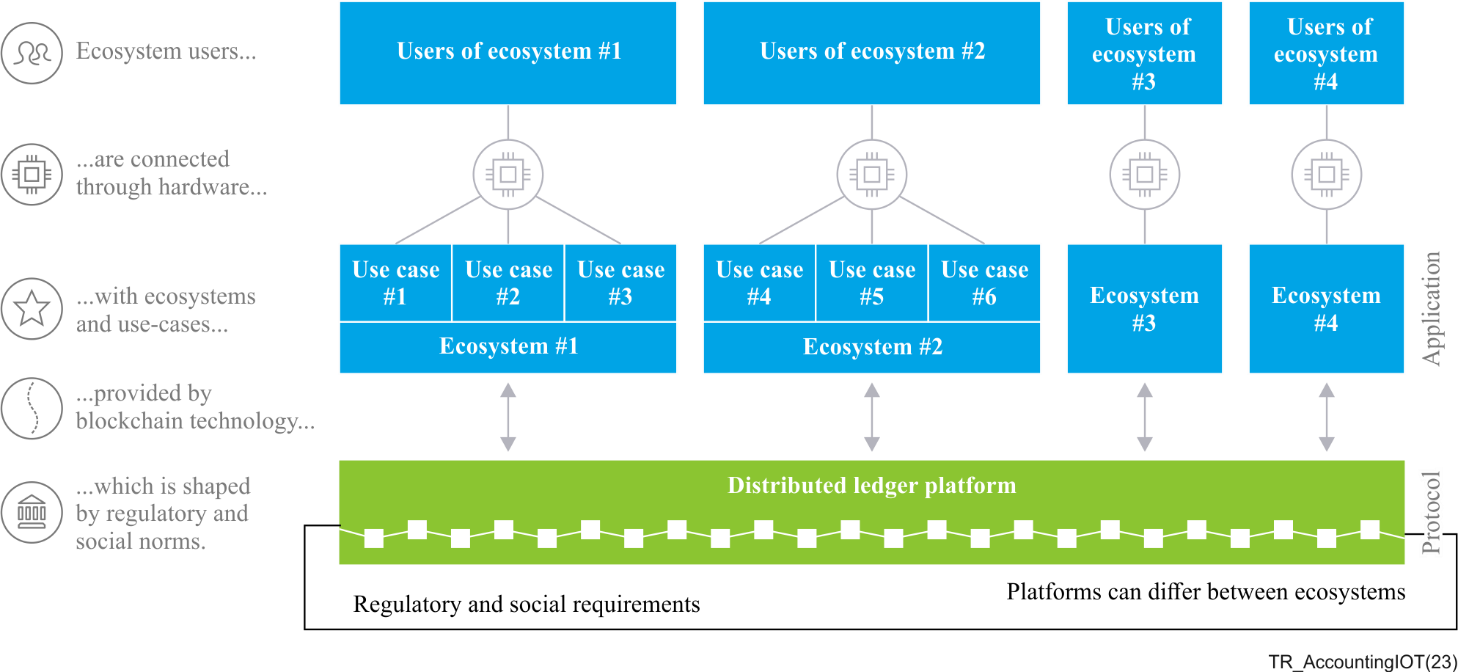 Ecosystem users...
Users of ecosystem #1
Users of ecosystem #2
Users of
ecosystem
#3
Users of
ecosystem
#4
...are connected
through hardware...
...with ecosystems
and use-cases...
Use case
#1
Use case
#2
Use case
#3
Ecosystem #1
Use case
#4
Use case
#5
Use case
#6
Ecosystem #2
Ecosystem
#3
Ecosystem
#4
Application
...provided by
blockchain technology...
...which is shaped
by regulatory and
social norms.
Distributed ledger platform
Protocol
Regulatory and social requirements
Platforms can differ between ecosystems
TR_AccountingIOT(23)